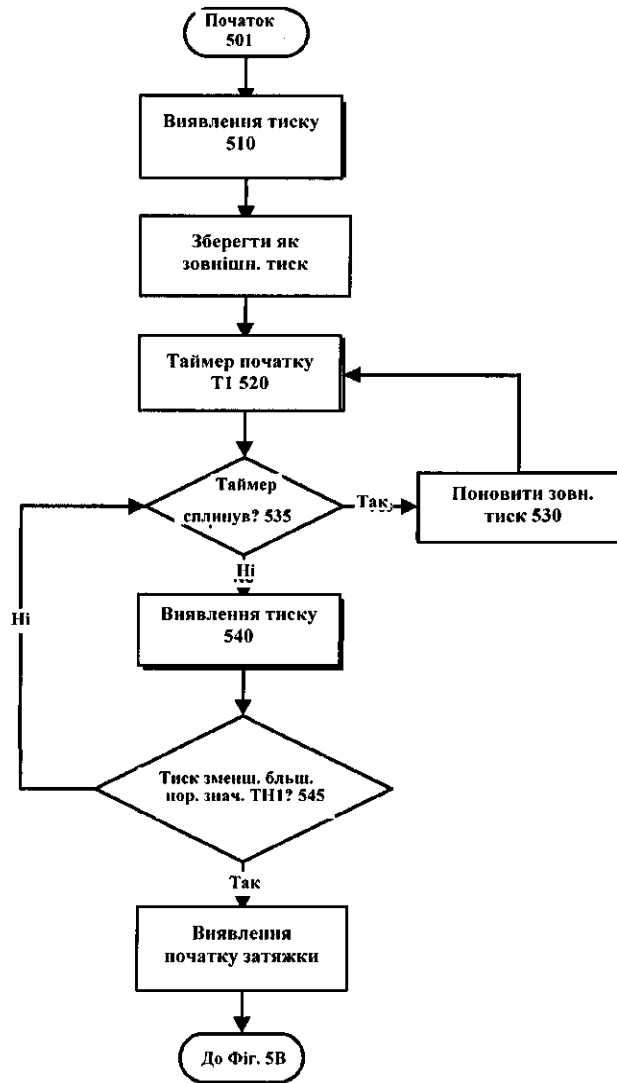 Початок
501
Виявлення тиску
510
Зберегти як
зовнішн. тиск
Таймер початку
T1 520
Таймер
сплинув? 535
Так
Поновити зовн.
тиск 530
Ні
Ні
Виявлення тиску
540
Тиск зменш. бльш.
пор. знач. TH1? 545
Так
Виявлення
початку затяжки
До Фіг. 5B